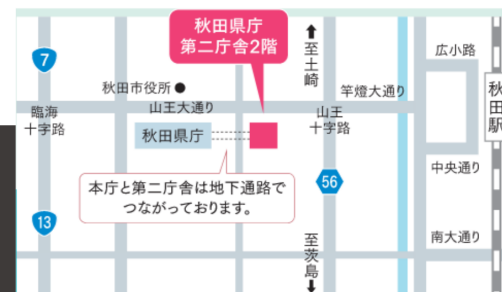 秋田県庁
第二庁舎2階
至土崎
広小路
7
秋田市役所
竿燈大通り
秋田駅
臨海
十字路
山王大通り
山王
十字路
秋田県庁
中央通り
本庁と第二庁舎は地下通路で
つながっております。
56
13
南大通り
至茨島